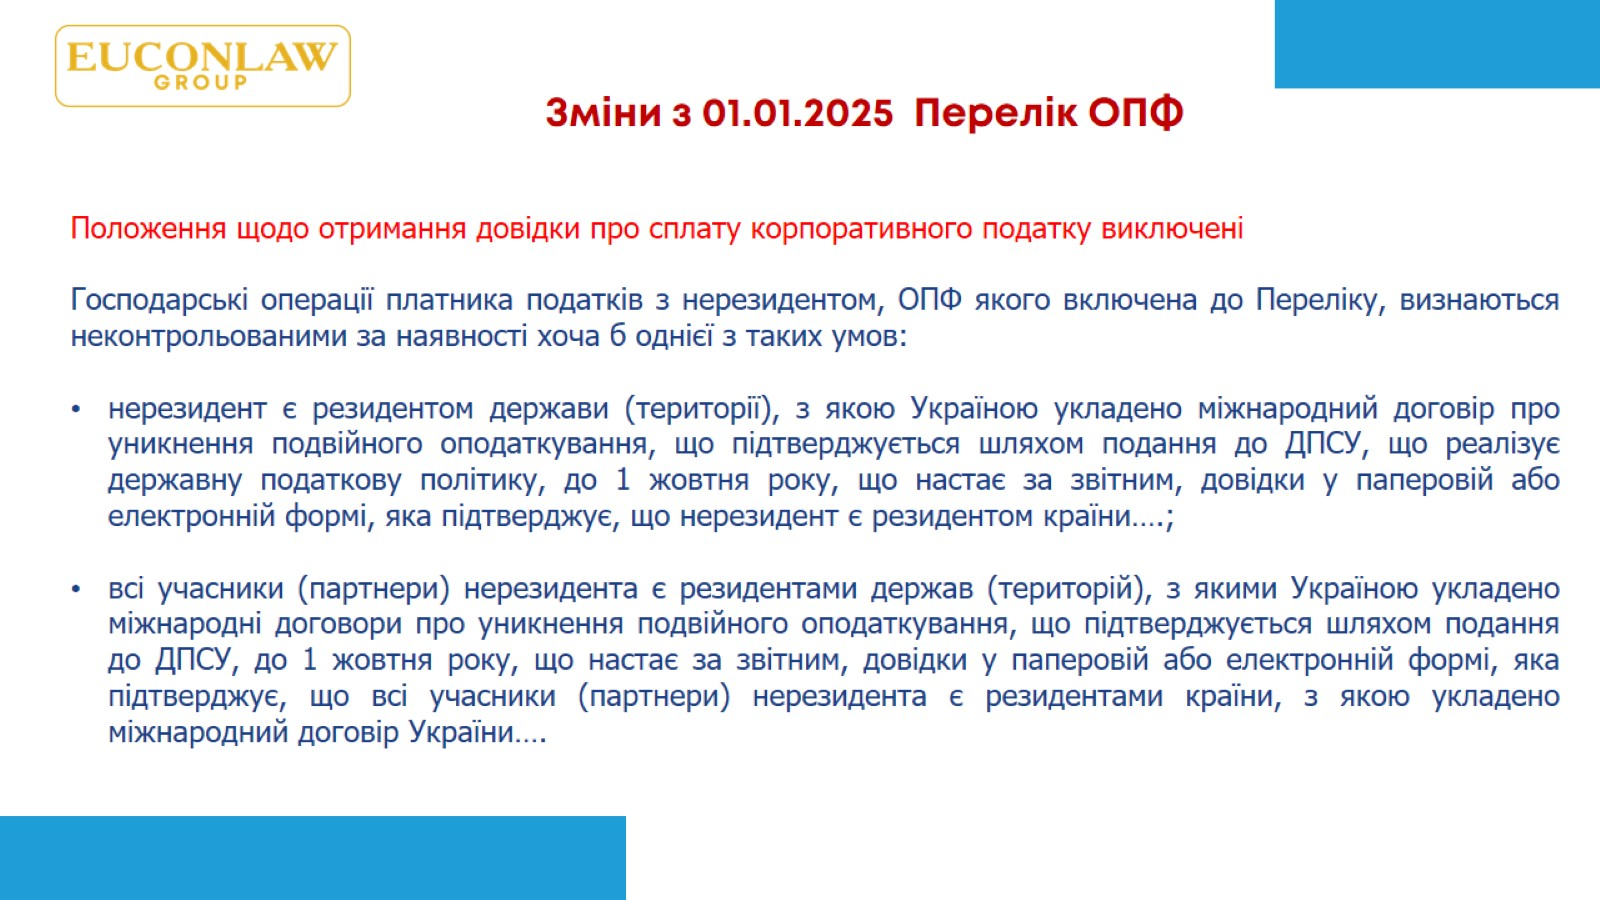 EUCONLAW
GROUP
Зміни з 01.01.2025 Перелік ОПФ
Положення щодо отримання довідки про сплату корпоративного податку виключені
Господарські операції платника податків з нерезидентом, ОПФ якого включена до Переліку, визнаються
неконтрольованими за наявності хоча б однієї з таких умов:
• нерезидент є резидентом держави (території), з якою Україною укладено міжнародний договір про
уникнення подвійного оподаткування, що підтверджується шляхом подання до ДПСУ, що реалізує
державну податкову політику, до 1 жовтня року, що настає за звітним, довідки у паперовій або
електронній формі, яка підтверджує, що нерезидент є резидентом країни….;
• всі учасники (партнери) нерезидента є резидентами держав (територій), з якими Україною укладено
міжнародні договори про уникнення подвійного оподаткування, що підтверджується шляхом подання
до ДПСУ, до 1 жовтня року, що настає за звітним, довідки у паперовій або електронній формі, яка
підтверджує, що всі учасники (партнери) нерезидента є резидентами країни, з якою укладено
міжнародний договір України….